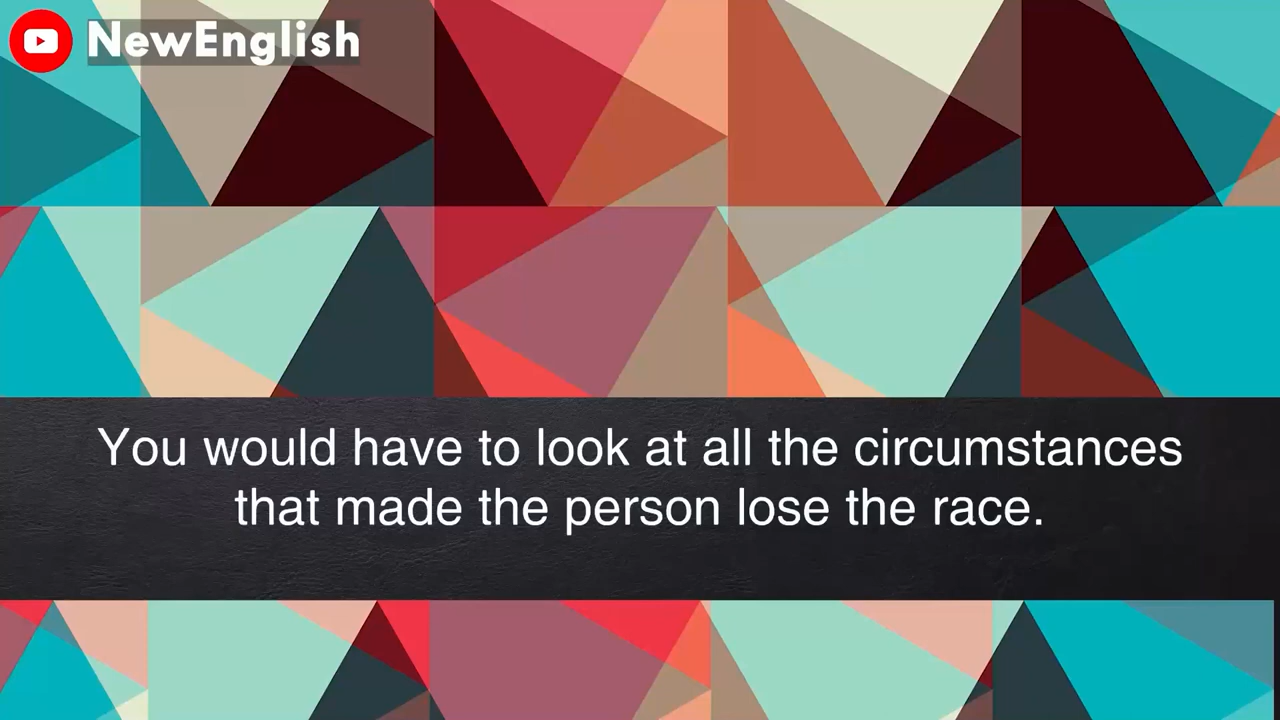 NewEnglish
You would have to look at all the circumstances
that made the person lose the race.